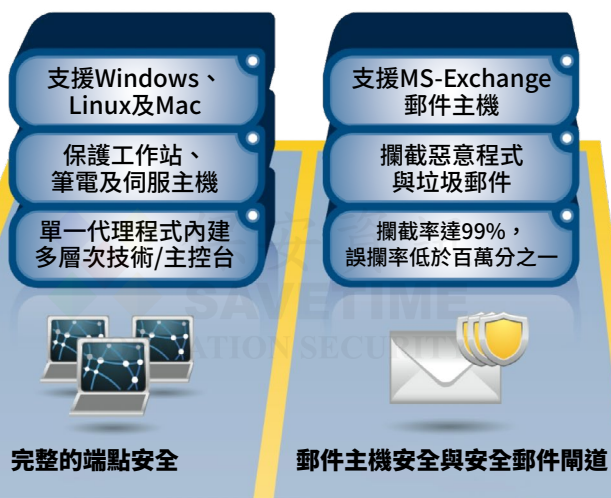 支援Windows、
Linux及Mac
保護工作站、
筆電及伺服主機
單一代理程式內建
多層次技術/主控台
完整的端點安全
支援MS-Exchange
郵件主機
攔截惡意程式
與垃圾郵件
攔截率達99%，
誤攔率低於百萬分之一
郵件主機安全與安全郵件閘道
SAVETIME
ATION SECURITY